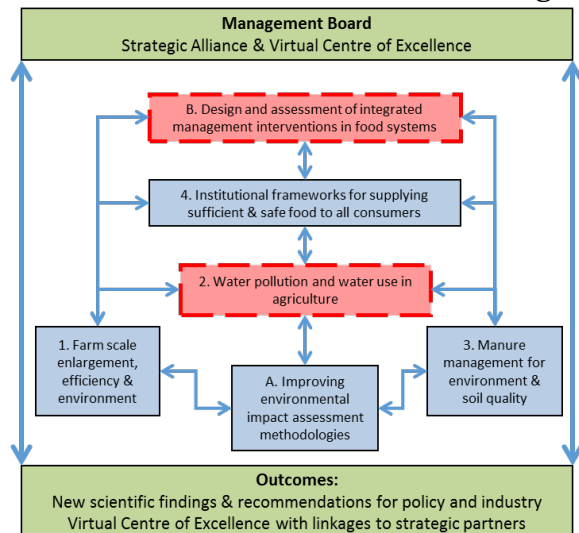 Management Board
Strategic Alliance & Virtual Centre of Excellence
B. Design and assessment of integrated
management interventions in food systems
4. Institutional frameworks for supplying
sufficient & safe food to all consumers
2. Water pollution and water use in
agriculture
1. Farm scale
enlargement,
efficiency &
environment
A. Improving
environmental
impact assessment
methodologies
3. Manure
management for
environment &
soil quality
Outcomes:
New scientific findings & recommendations for policy and industry
Virtual Centre of Excellence with linkages to strategic partners